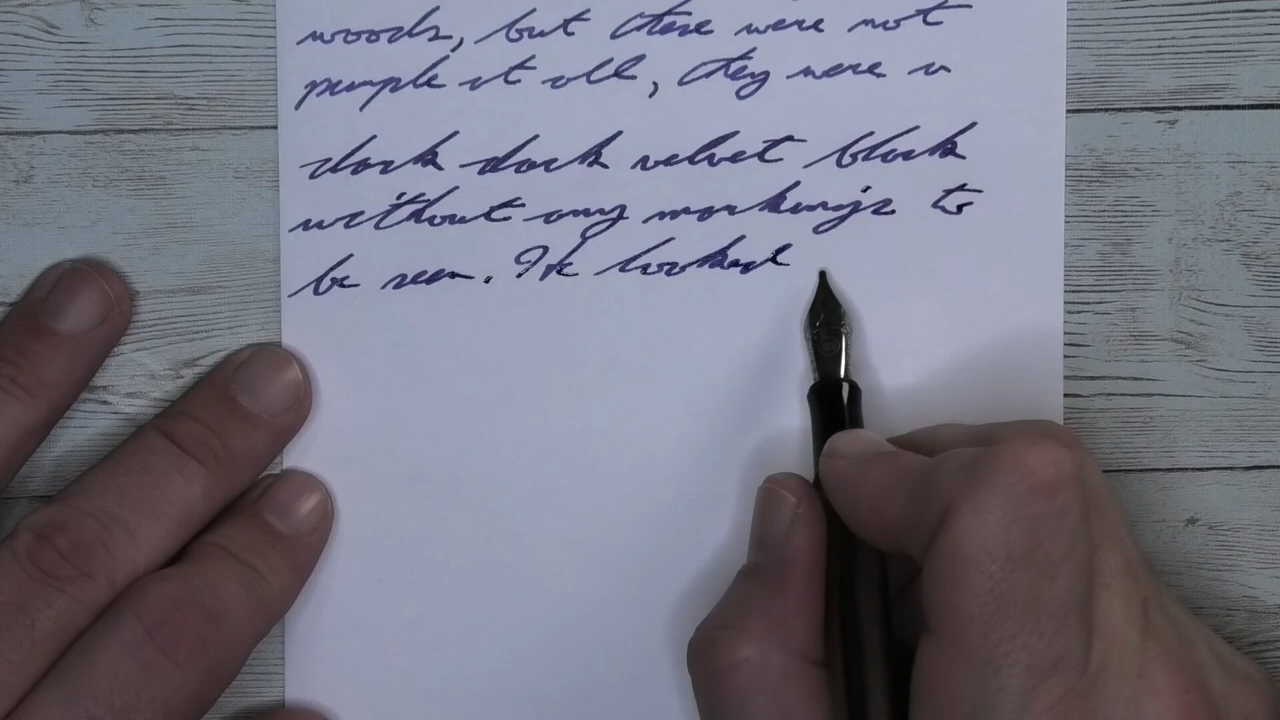 woods, but these were not
people at all, they were a
dark dark velvet black
without any markings to
be seen. He looked